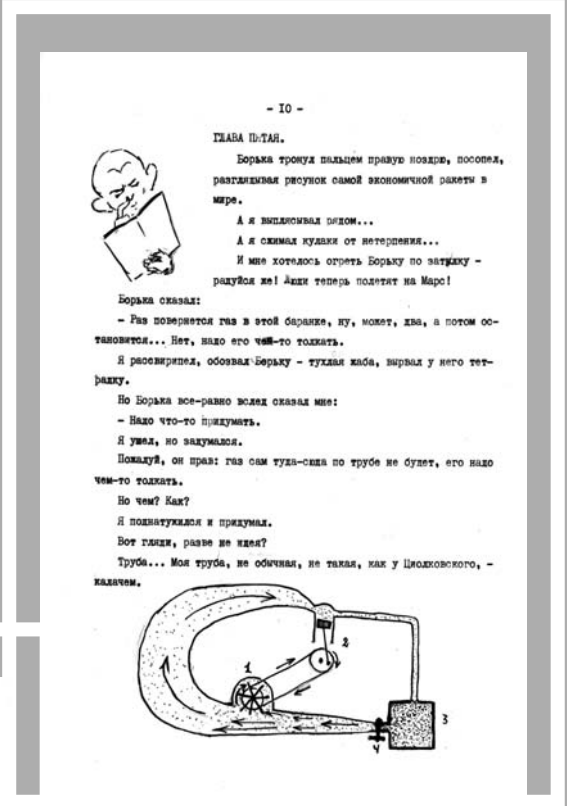 - 10 -
ГЛАВА ПЯТАЯ.
Борька тронул пальцем правую ноздрю, посопел,
разглядывая рисунок самой экономичной ракеты в
мире.
А я выплясывал рядом...
А я сжимал кулаки от нетерпения...
И мне хотелось огреть Борьку по затылку -
радуйся же! Люди теперь полетят на Марс!
Борька сказал:
- Раз повернется газ в этой баранке, ну, может, два, а потом ос-
тановится... Нет, надо его чем-то толкать.
Я рассвирипел, обозвал Борьку - тухлая жаба, вырвал у него тет-
радку.
Но Борька все-равно вслед сказал мне:
- Надо что-то придумать.
Я ушел, но задумался.
Пожалуй, он прав: газ сам туда-сюда по трубе не будет, его надо
чем-то толкать.
Но чем? Как?
Я поднатужился и придумал.
Вот гляди, разве не идея?
Труба... Моя труба, не обычная, не такая, как у Циолковского, -
калачем.
1
2
3
4